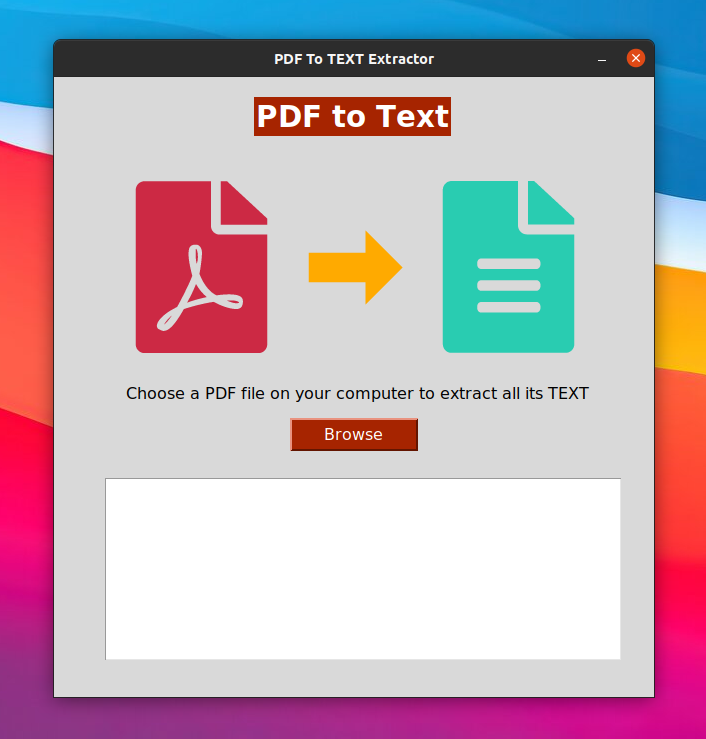 PDF To TEXT Extractor
PDF to Text
Choose a PDF file on your computer to extract all its TEXT
Browse